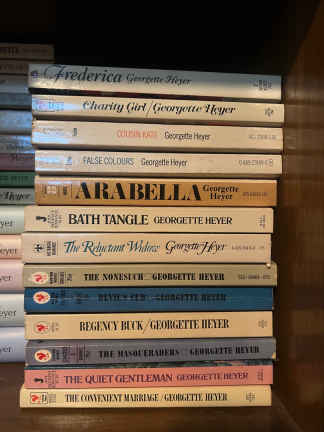 Frederica Georgette Heyer
Charity Girl / Georgette Heyer
COUSIN KATE Georgette Heyer
FALSE COLOURS Georgette Heyer
ARABELLA Georgette Heyer
BATH TANGLE GEORGETTE HEYER
The Reluctant Widow Georgette Heyer
THE NONESUCH GEORGETTE HEYER
DEVIL'S CUB GEORGETTE HEYER
REGENCY BUCK / GEORGETTE HEYER
THE MASQUERADERS GEORGETTE HEYER
THE QUIET GENTLEMAN GEORGETTE HEYER
THE CONVENIENT MARRIAGE / GEORGETTE HEYER